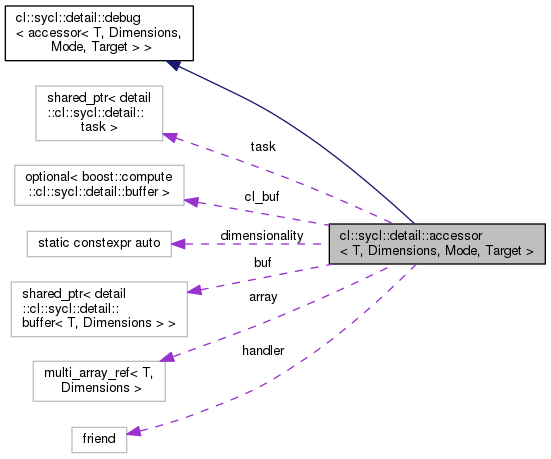 cl::sycl::detail::debug
< accessor< T, Dimensions,
Mode, Target > >
shared_ptr< detail
::cl::sycl::detail::
task >
task
optional< boost::compute
::cl::sycl::detail::buffer >
cl_buf
static constexpr auto
dimensionality
cl::sycl::detail::accessor
< T, Dimensions, Mode, Target >
buf
shared_ptr< detail
::cl::sycl::detail::
buffer< T, Dimensions > >
array
multi_array_ref< T,
Dimensions >
handler
friend